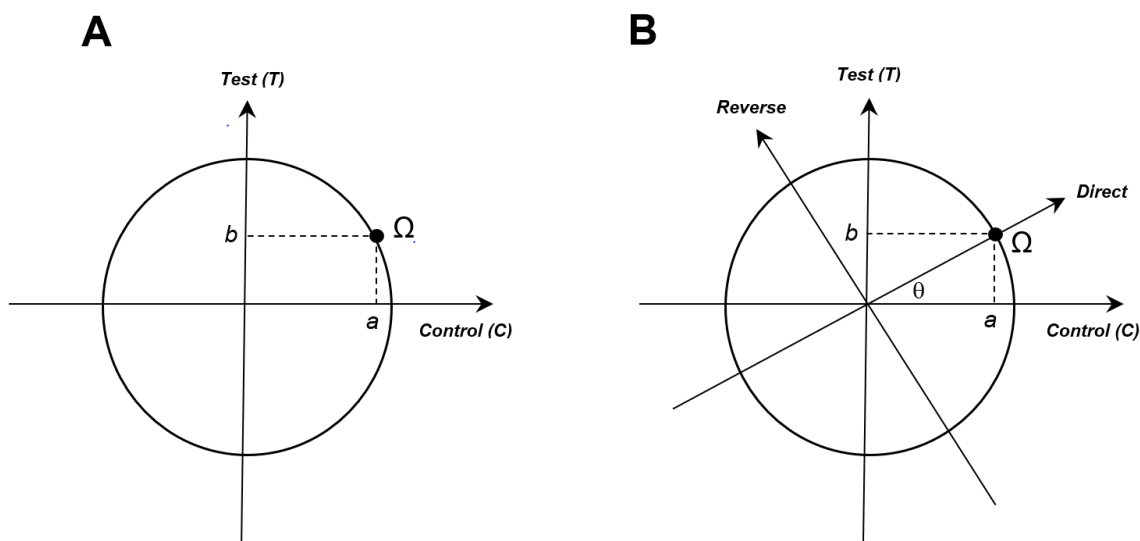 A
Test (T)
b
Ω
a
Control (C)
B
Test (T)
Reverse
Direct
b
Ω
θ
a
Control (C)